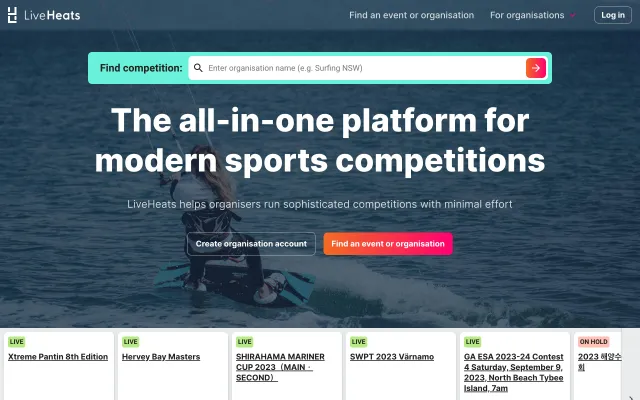 LiveHeats
Find an event or organisation
For organisations
Log in
Find competition:
Enter organisation name (e.g. Surfing NSW)
The all-in-one platform for
modern sports competitions
LiveHeats helps organisers run sophisticated competitions with minimal effort
Create organisation account
Find an event or organisation
LIVE
Xtreme Pantin 8th Edition
LIVE
Hervey Bay Masters
LIVE
SHIRAHAMA MARINER
CUP 2023（MAIN・
SECOND）
LIVE
SWPT 2023 Värnamo
LIVE
GA ESA 2023-24 Contest
4 Saturday, September 9,
2023, North Beach Tybee
Island, 7am
ON HOLD
2023 해양수
회